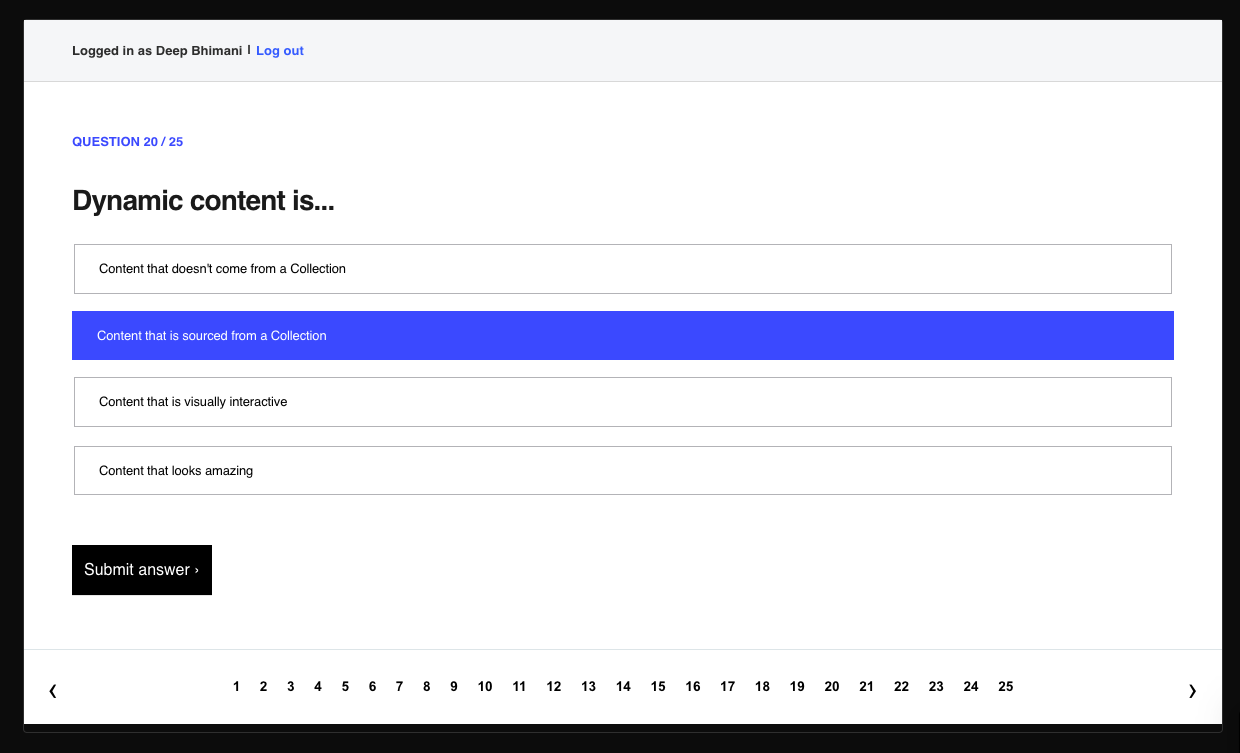 Logged in as Deep Bhimani | Log out
QUESTION 20 / 25
Dynamic content is...
Content that doesn't come from a Collection
Content that is sourced from a Collection
Content that is visually interactive
Content that looks amazing
Submit answer ›
❮ 1 2 3 4 5 6 7 8 9 10 11 12 13 14 15 16 17 18 19 20 21 22 23 24 25 ❯